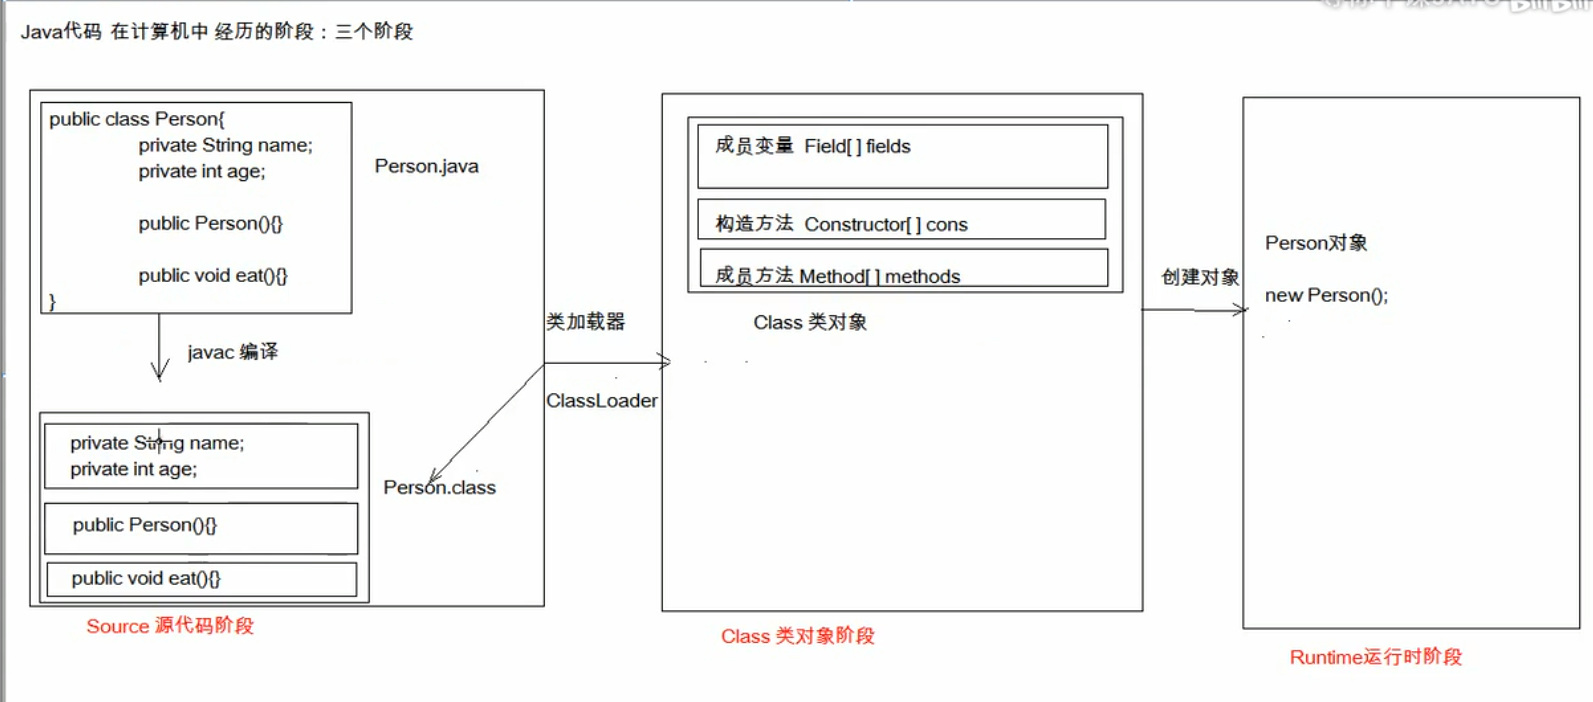 Java代码 在计算机中 经历的阶段：三个阶段
public class Person{
private String name;
private int age;
public Person(){}
public void eat(){}
}
Person.java
javac 编译
private String name;
private int age;
public Person(){}
public void eat(){}
Person.class
Source 源代码阶段
类加载器
ClassLoader
成员变量 Field[] fields
构造方法 Constructor[] cons
成员方法 Method[] methods
Class 类对象
Class 类对象阶段
创建对象
Person对象
new Person();
Runtime运行时阶段